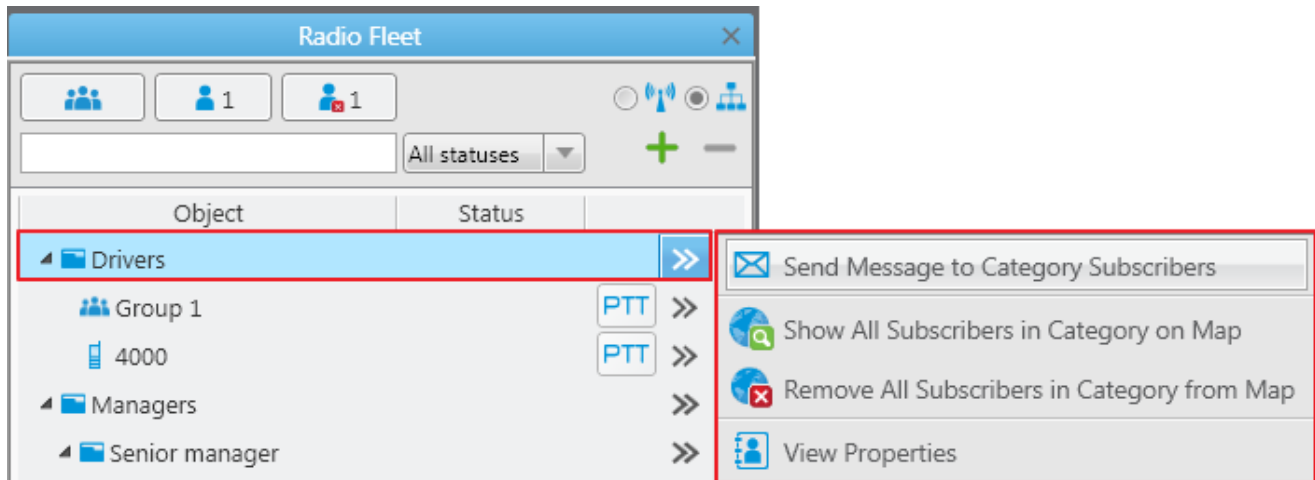 Radio Fleet
1
1
All statuses
Object Status
Drivers
Group 1 PTT
4000 PTT
Managers
Senior manager
Send Message to Category Subscribers
Show All Subscribers in Category on Map
Remove All Subscribers in Category from Map
View Properties